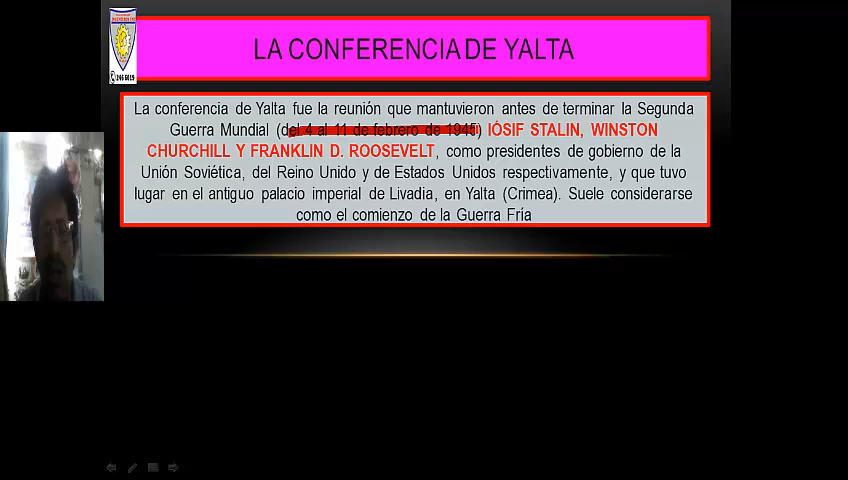 LA CONFERENCIA DE YALTA
La conferencia de Yalta fue la reunión que mantuvieron antes de terminar la Segunda
Guerra Mundial (del 4 al 11 de febrero de 1945) IÓSIF STALIN, WINSTON
CHURCHILL Y FRANKLIN D. ROOSEVELT, como presidentes de gobierno de la
Unión Soviética, del Reino Unido y de Estados Unidos respectivamente, y que tuvo
lugar en el antiguo palacio imperial de Livadia, en Yalta (Crimea). Suele considerarse
como el comienzo de la Guerra Fría